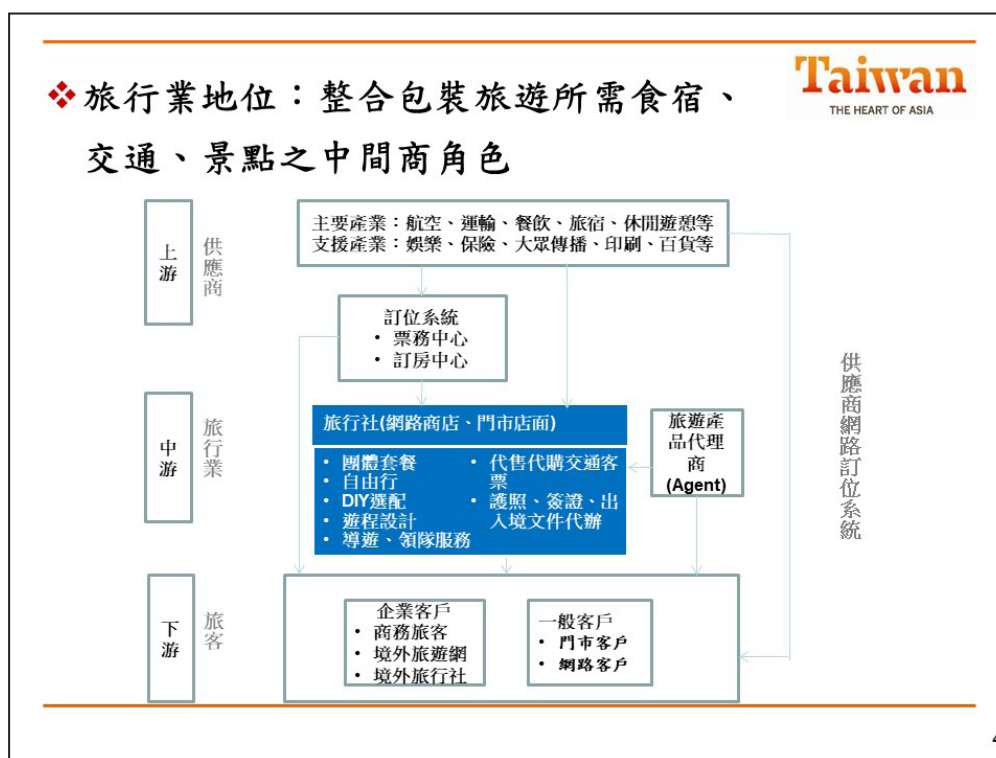 ❖旅行業地位：整合包裝旅遊所需食宿、
交通、景點之中間商角色
Taiwan
THE HEART OF ASIA
上游
供應商
主要產業：航空、運輸、餐飲、旅宿、休閒遊憩等
支援產業：娛樂、保險、大眾傳播、印刷、百貨等
訂位系統
• 票務中心
• 訂房中心
供應商網路訂位系統
中游
旅行業
旅行社(網路商店、門市店面)
• 團體套餐
• 自由行
• DIY選配
• 遊程設計
• 導遊、領隊服務
• 代售代購交通客
票
• 護照、簽證、出
入境文件代辦
旅遊產
品代理
商
(Agent)
下游
旅客
企業客戶
• 商務旅客
• 境外旅遊網
• 境外旅行社
一般客戶
• 門市客戶
• 網路客戶